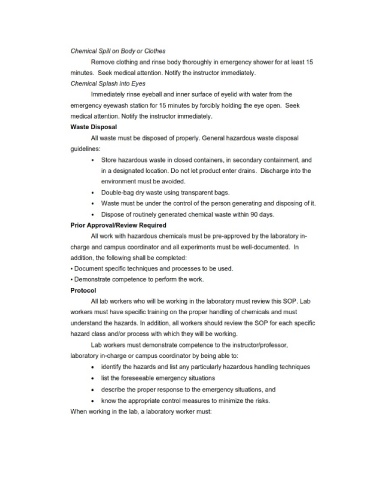 Chemical Spill on Body or Clothes
Remove clothing and rinse body thoroughly in emergency shower for at least 15
minutes. Seek medical attention. Notify the instructor immediately.
Chemical Splash into Eyes
Immediately rinse eyeball and inner surface of eyelid with water from the
emergency eyewash station for 15 minutes by forcibly holding the eye open. Seek
medical attention. Notify the instructor immediately.
Waste Disposal
All waste must be disposed of properly. General hazardous waste disposal
guidelines:
• Store hazardous waste in closed containers, in secondary containment, and
in a designated location. Do not let product enter drains. Discharge into the
environment must be avoided.
• Double-bag dry waste using transparent bags.
• Waste must be under the control of the person generating and disposing of it.
• Dispose of routinely generated chemical waste within 90 days.
Prior Approval/Review Required
All work with hazardous chemicals must be pre-approved by the laboratory in-
charge and campus coordinator and all experiments must be well-documented. In
addition, the following shall be completed:
• Document specific techniques and processes to be used.
• Demonstrate competence to perform the work.
Protocol
All lab workers who will be working in the laboratory must review this SOP. Lab
workers must have specific training on the proper handling of chemicals and must
understand the hazards. In addition, all workers should review the SOP for each specific
hazard class and/or process with which they will be working.
Lab workers must demonstrate competence to the instructor/professor,
laboratory in-charge or campus coordinator by being able to:
• identify the hazards and list any particularly hazardous handling techniques
• list the foreseeable emergency situations
• describe the proper response to the emergency situations, and
• know the appropriate control measures to minimize the risks.
When working in the lab, a laboratory worker must: